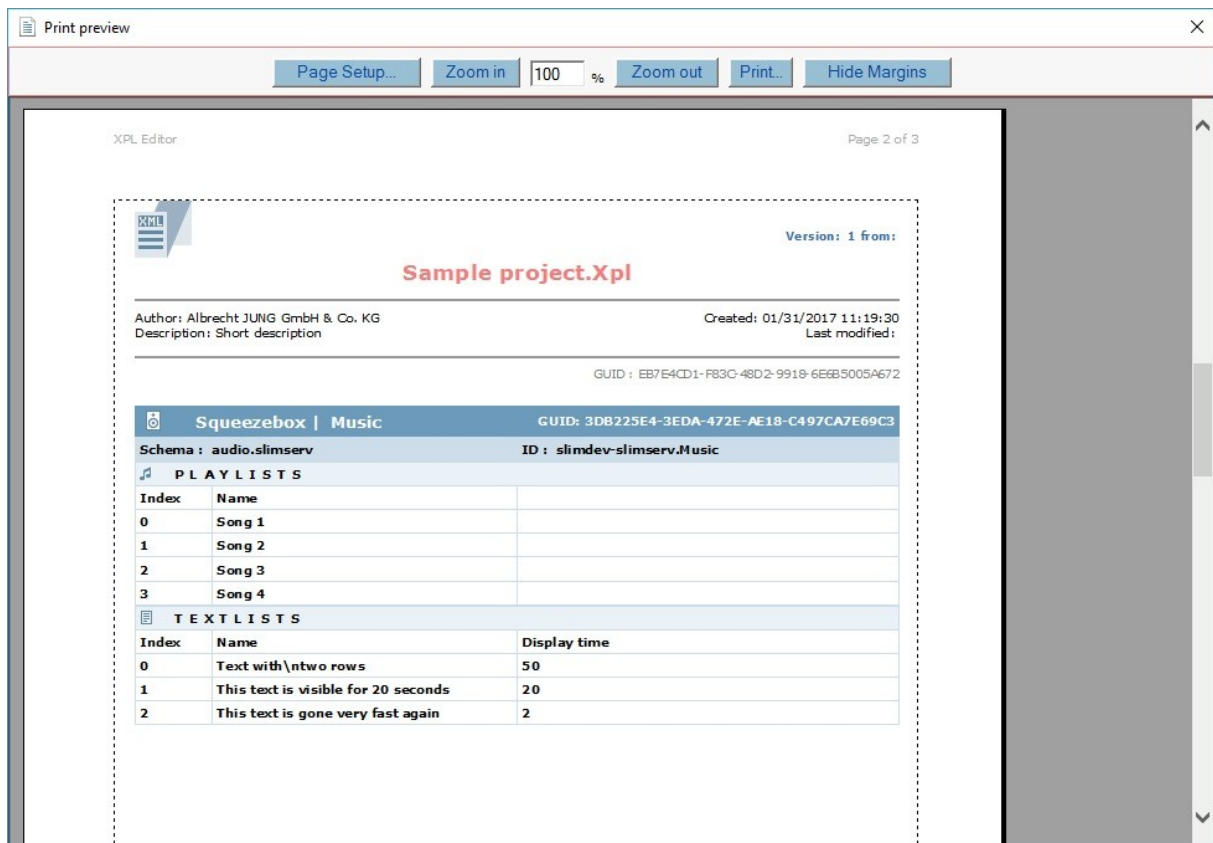 Print preview
Page Setup... Zoom in 100 % Zoom out Print... Hide Margins
XPL Editor Page 2 of 3
XML
Version: 1 from:
Sample project.Xpl
Author: Albrecht JUNG GmbH & Co. KG Created: 01/31/2017 11:19:30
Description: Short description Last modified:
GUID : EB7E4CD1-F83C-48D2-9918-6E6B5005A672
Squeezebox | Music GUID: 3DB225E4-3EDA-472E-AE18-C497CA7E69C3
Schema : audio.slimserv ID : slimdev-slimserv.Music
PLAYLISTS
Index Name
0 Song 1
1 Song 2
2 Song 3
3 Song 4
TEXTLISTS
Index Name Display time
0 Text with\ntwo rows 50
1 This text is visible for 20 seconds 20
2 This text is gone very fast again 2